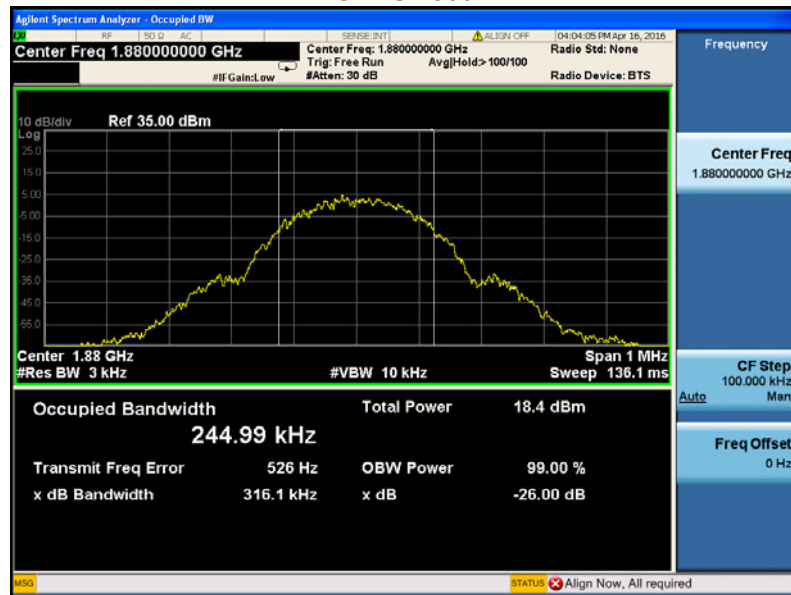 Agilent Spectrum Analyzer - Occupied BW
RF 50 Ω AC SENSE:INT ALIGN OFF 04:04:05 PM Apr 16, 2016
Center Freq 1.880000000 GHz
Center Freq: 1.880000000 GHz
Radio Std: None
Trig: Free Run Avg|Hold:> 100/100
#IFGain:Low
#Atten: 30 dB
Radio Device: BTS
10 dB/div Ref 35.00 dBm
Log
25.0
15.0
5.00
-5.00
-15.0
-25.0
-35.0
-45.0
-55.0
Center 1.88 GHz Span 1 MHz
#Res BW 3 kHz #VBW 10 kHz Sweep 136.1 ms
Occupied Bandwidth Total Power 18.4 dBm
244.99 kHz
Transmit Freq Error 526 Hz OBW Power 99.00 %
x dB Bandwidth 316.1 kHz x dB -26.00 dB
Frequency
Center Freq
1.880000000 GHz
CF Step
100.000 kHz
Auto Man
Freq Offset
0 Hz
MSG STATUS Align Now, All required